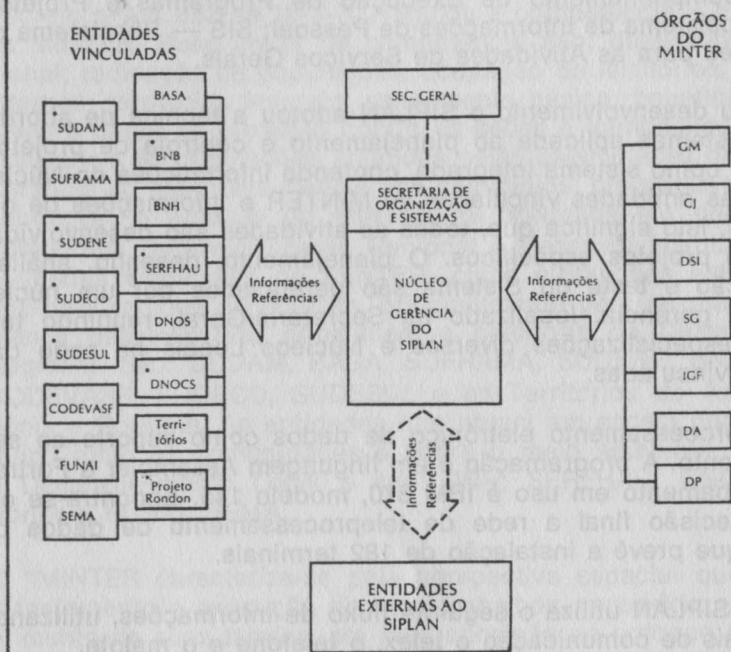 ENTIDADES
VINCULADAS
BASA
SUDAM
BNB
SUFRAMA
BNH
SUDENE
SERFHAU
SUDECO
DNOS
SUDESUL
DNOCS
CODEVASF
Terri-
tórios
FUNAI
Projeto
Rondon
SEMA
SEC. GERAL
SECRETARIA DE
ORGANIZAÇÃO
E SISTEMAS
Informações
Referências
NÚCLEO
DE
GERÊNCIA
DO
SIPLAN
Informações
Referências
Informações
Referências
ENTIDADES
EXTERNAS AO
SIPLAN
ÓRGÃOS
DO
MINTER
GM
CJ
DSI
SG
IGF
DA
DP